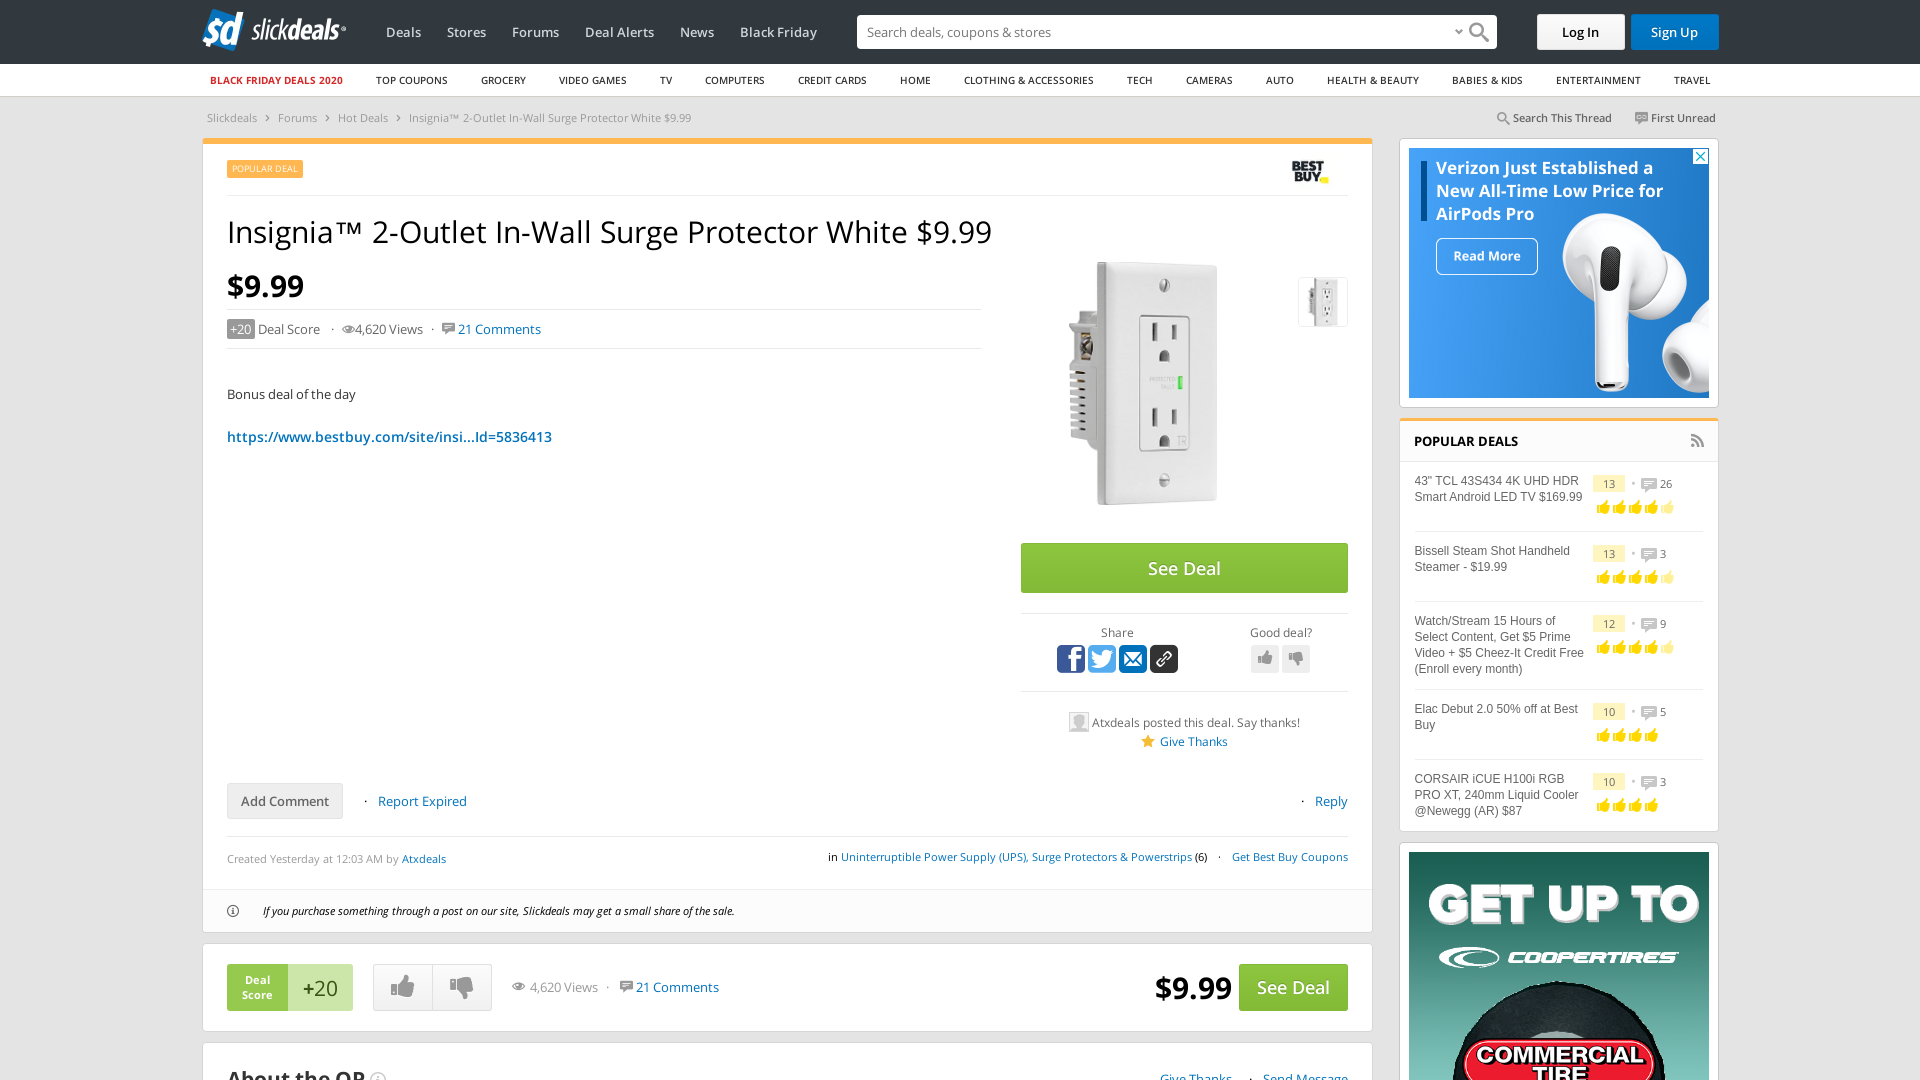 sd slickdeals
Deals Stores Forums Deal Alerts News Black Friday
Search deals, coupons & stores
Log In Sign Up
BLACK FRIDAY DEALS 2020 TOP COUPONS GROCERY VIDEO GAMES TV COMPUTERS CREDIT CARDS HOME CLOTHING & ACCESSORIES TECH CAMERAS AUTO HEALTH & BEAUTY BABIES & KIDS ENTERTAINMENT TRAVEL
Slickdeals › Forums › Hot Deals › Insignia™ 2-Outlet In-Wall Surge Protector White $9.99
Search This Thread First Unread
POPULAR DEAL
BEST
BUY
Insignia™ 2-Outlet In-Wall Surge Protector White $9.99
$9.99
+20 Deal Score · 4,620 Views · 21 Comments
Bonus deal of the day
https://www.bestbuy.com/site/insi...Id=5836413
See Deal
Share Good deal?
Atxdeals posted this deal. Say thanks!
Give Thanks
Add Comment · Report Expired
· Reply
Created Yesterday at 12:03 AM by Atxdeals
in Uninterruptible Power Supply (UPS), Surge Protectors & Powerstrips (6) · Get Best Buy Coupons
If you purchase something through a post on our site, Slickdeals may get a small share of the sale.
Deal
Score
+20
4,620 Views · 21 Comments
$9.99 See Deal
About the OP
Give Thanks · Send Message
Verizon Just Established a
New All-Time Low Price for
AirPods Pro
Read More
POPULAR DEALS
43" TCL 43S434 4K UHD HDR
Smart Android LED TV $169.99
13 • 26
Bissell Steam Shot Handheld
Steamer - $19.99
13 • 3
Watch/Stream 15 Hours of
Select Content, Get $5 Prime
Video + $5 Cheez-It Credit Free
(Enroll every month)
12 • 9
Elac Debut 2.0 50% off at Best
Buy
10 • 5
CORSAIR iCUE H100i RGB
PRO XT, 240mm Liquid Cooler
@Newegg (AR) $87
10 • 3
GET UP TO
COOPERTIRES
COMMERCIAL
TIRE